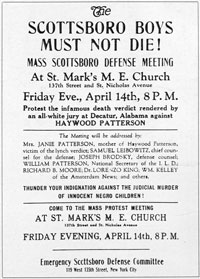 The
SCOTTSBORO BOYS
MUST NOT DIE!
MASS SCOTTSBORO DEFENSE MEETING
At St. Mark's M. E. Church
137th Street and St. Nicholas Avenue
Friday Eve., April 14th, 8 P. M.
Protest the infamous death verdict rendered by
an all-white jury at Decatur, Alabama against
HAYWOOD PATTERSON
The Meeting will be addressed by:
Mrs. JANIE PATTERSON, mother of Haywood Patterson,
victim of the lynch verdict; SAMUEL LEIBOWITZ, chief coun-
sel for the defense; JOSEPH BRODSKY, defense counsel;
WILLIAM PATTERSON, National Secretary of the I. L. D.;
RICHARD B. MOORE; Dr. LORENZO KING; WM. KELLEY
of the Amsterdam News; and others.
THUNDER YOUR INDIGNATION AGAINST THE JUDICIAL MURDER
OF INNOCENT NEGRO CHILDREN!
COME TO THE MASS PROTEST MEETING
AT ST. MARK'S M. E. CHURCH
137th Street and St. Nicholas Avenue
FRIDAY EVENING, APRIL 14th, 8 P. M.
Emergency Scottsboro Defense Committee
119 West 135th Street, New York City